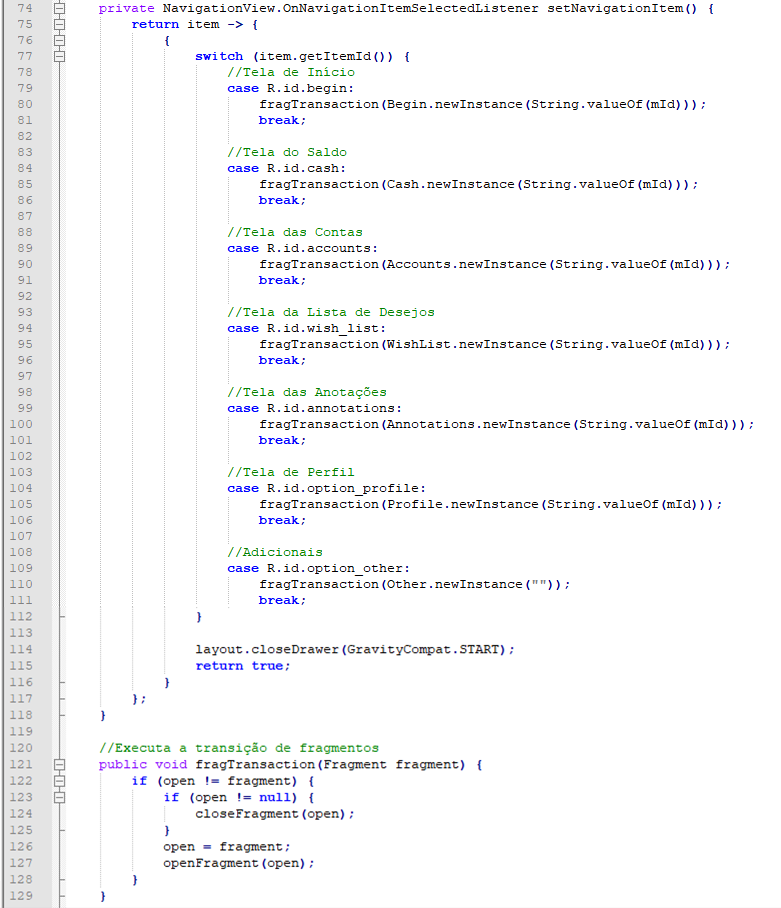 74 private NavigationView.OnNavigationItemSelectedListener setNavigationItem() {
75 return item -> {
76 {
77 switch (item.getItemId()) {
78 //Tela de Início
79 case R.id.begin:
80 fragTransaction(Begin.newInstance(String.valueOf(mId)));
81 break;
82
83 //Tela do Saldo
84 case R.id.cash:
85 fragTransaction(Cash.newInstance(String.valueOf(mId)));
86 break;
87
88 //Tela das Contas
89 case R.id.accounts:
90 fragTransaction(Accounts.newInstance(String.valueOf(mId)));
91 break;
92
93 //Tela da Lista de Desejos
94 case R.id.wish_list:
95 fragTransaction(WishList.newInstance(String.valueOf(mId)));
96 break;
97
98 //Tela das Anotações
99 case R.id.annotations:
100 fragTransaction(Annotations.newInstance(String.valueOf(mId)));
101 break;
102
103 //Tela de Perfil
104 case R.id.option_profile:
105 fragTransaction(Profile.newInstance(String.valueOf(mId)));
106 break;
107
108 //Adicionais
109 case R.id.option_other:
110 fragTransaction(Other.newInstance(""));
111 break;
112 }
113
114 layout.closeDrawer(GravityCompat.START);
115 return true;
116 }
117 };
118 }
119
120 //Executa a transição de fragmentos
121 public void fragTransaction(Fragment fragment) {
122 if (open != fragment) {
123 if (open != null) {
124 closeFragment(open);
125 }
126 open = fragment;
127 openFragment(open);
128 }
129 }